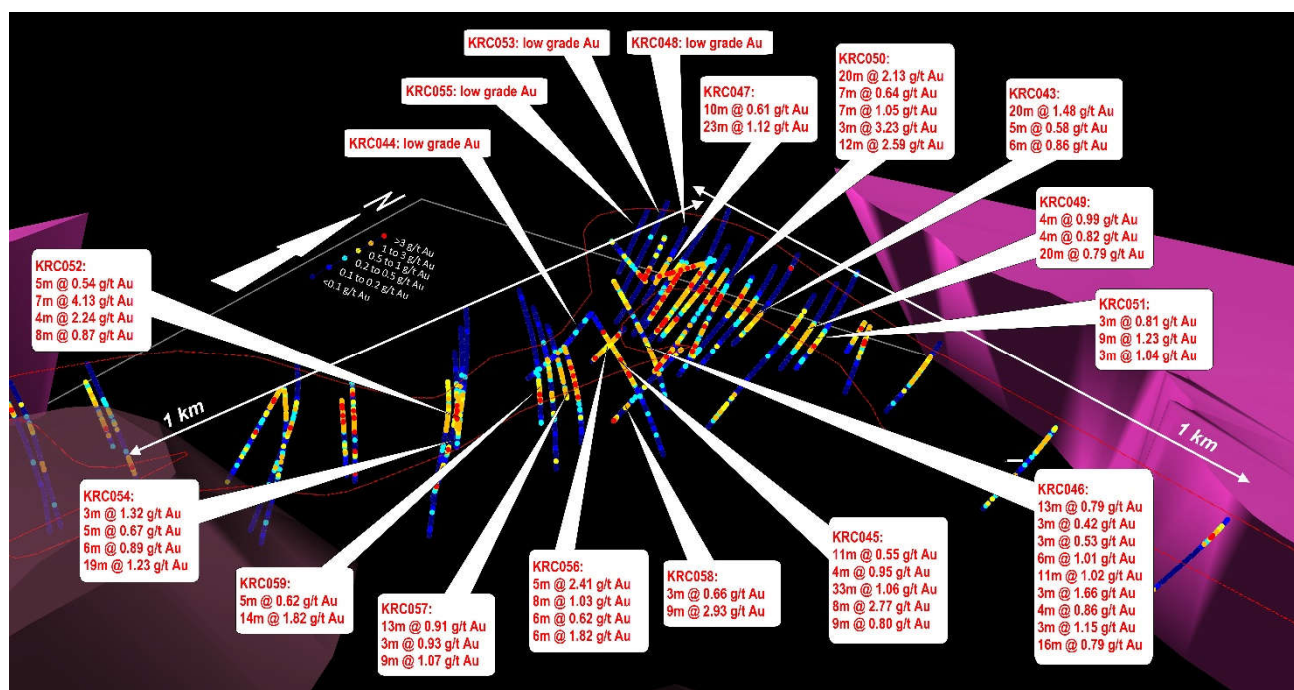 KRC053: low grade Au
KRC048: low grade Au
KRC055: low grade Au
KRC044: low grade Au
KRC047:
10m @ 0.61 g/t Au
23m @ 1.12 g/t Au
KRC050:
20m @ 2.13 g/t Au
7m @ 0.64 g/t Au
7m @ 1.05 g/t Au
3m @ 3.23 g/t Au
12m @ 2.59 g/t Au
KRC043:
20m @ 1.48 g/t Au
5m @ 0.58 g/t Au
6m @ 0.86 g/t Au
KRC049:
4m @ 0.99 g/t Au
4m @ 0.82 g/t Au
20m @ 0.79 g/t Au
N
>3 g/t Au
1 to 3 g/t Au
0.5 to 1 g/t Au
0.2 to 0.5 g/t Au
0.1 to 0.2 g/t Au
<0.1 g/t Au
KRC052:
5m @ 0.54 g/t Au
7m @ 4.13 g/t Au
4m @ 2.24 g/t Au
8m @ 0.87 g/t Au
KRC051:
3m @ 0.81 g/t Au
9m @ 1.23 g/t Au
3m @ 1.04 g/t Au
1 km
1 km
KRC054:
3m @ 1.32 g/t Au
5m @ 0.67 g/t Au
6m @ 0.89 g/t Au
19m @ 1.23 g/t Au
KRC059:
5m @ 0.62 g/t Au
14m @ 1.82 g/t Au
KRC057:
13m @ 0.91 g/t Au
3m @ 0.93 g/t Au
9m @ 1.07 g/t Au
KRC056:
5m @ 2.41 g/t Au
8m @ 1.03 g/t Au
6m @ 0.62 g/t Au
6m @ 1.82 g/t Au
KRC058:
3m @ 0.66 g/t Au
9m @ 2.93 g/t Au
KRC045:
11m @ 0.55 g/t Au
4m @ 0.95 g/t Au
33m @ 1.06 g/t Au
8m @ 2.77 g/t Au
9m @ 0.80 g/t Au
KRC046:
13m @ 0.79 g/t Au
3m @ 0.42 g/t Au
3m @ 0.53 g/t Au
6m @ 1.01 g/t Au
11m @ 1.02 g/t Au
3m @ 1.66 g/t Au
4m @ 0.86 g/t Au
3m @ 1.15 g/t Au
16m @ 0.79 g/t Au